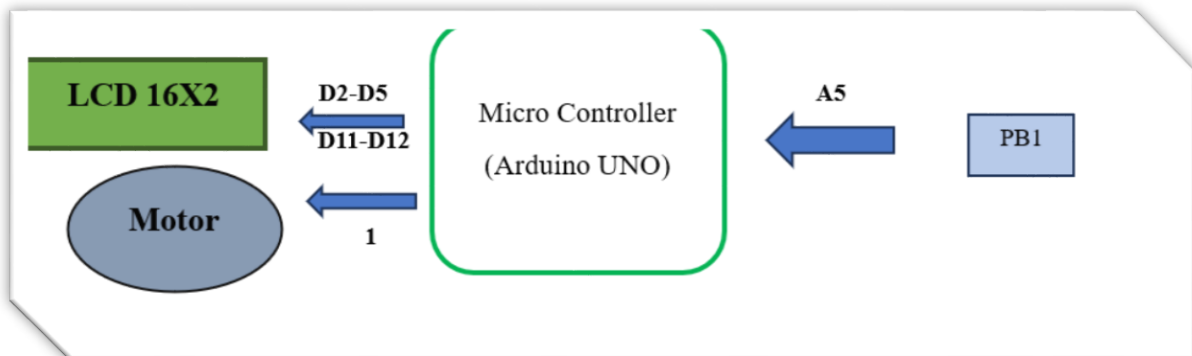 LCD 16X2
D2-D5
D11-D12
Motor
1
Micro Controller
(Arduino UNO)
A5
PB1